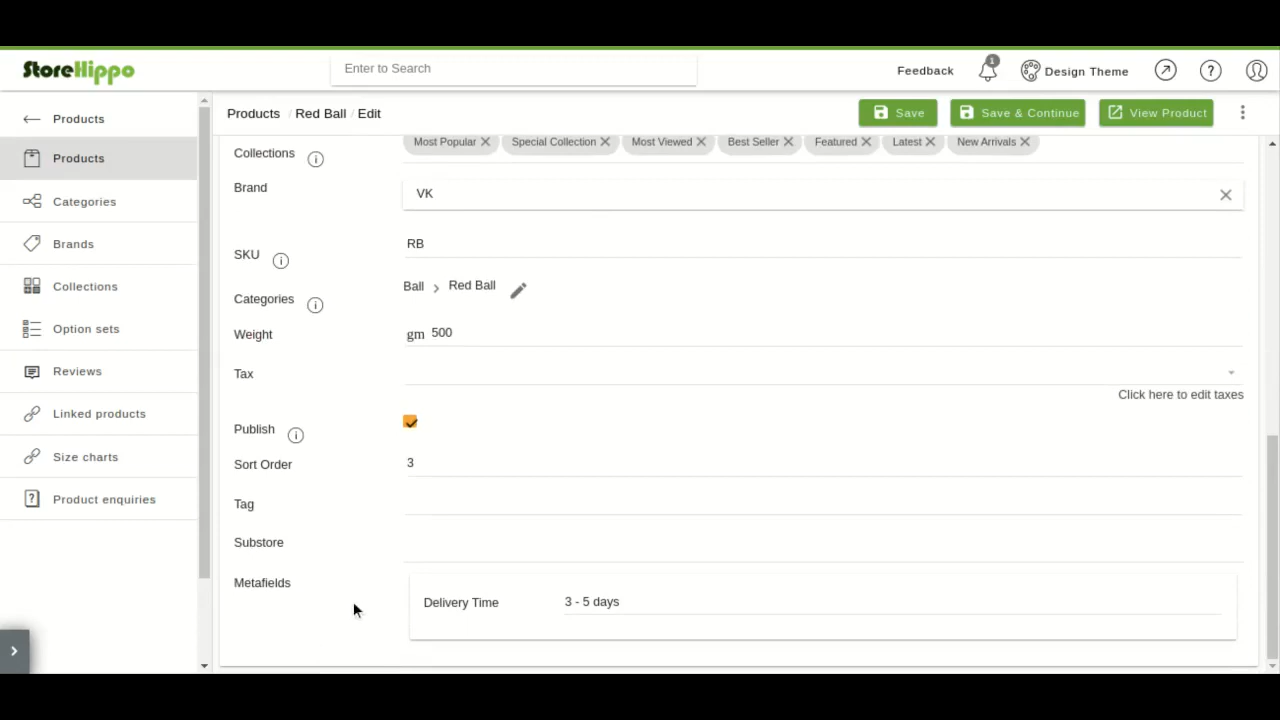 StoreHippo
Enter to Search
Feedback
1
Design Theme
?
Products
Products
Categories
Brands
Collections
Option sets
Reviews
Linked products
Size charts
Product enquiries
Products / Red Ball / Edit
Save
Save & Continue
View Product
Collections
Most Popular
Special Collection
Most Viewed
Best Seller
Featured
Latest
New Arrivals
Brand
VK
SKU
RB
Categories
Ball > Red Ball
Weight
gm 500
Tax
Click here to edit taxes
Publish
Sort Order
3
Tag
Substore
Metafields
Delivery Time
3 - 5 days